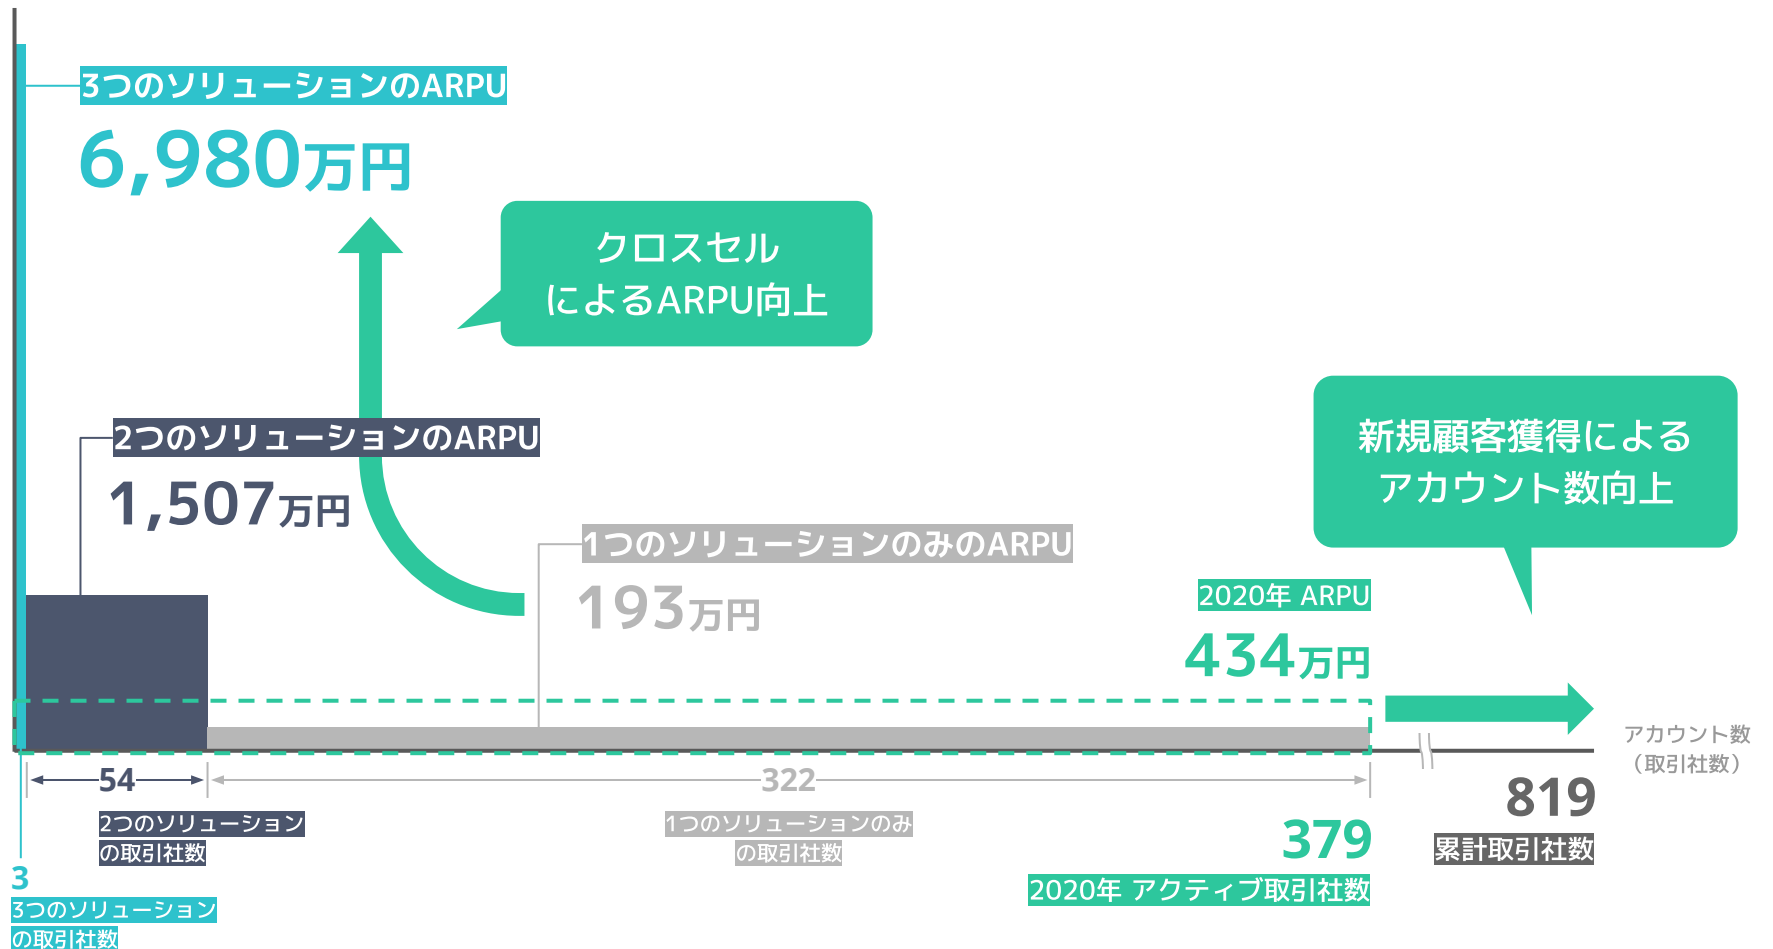 3つのソリューションのARPU
6,980万円
クロスセル
によるARPU向上
2つのソリューションのARPU
1,507万円
1つのソリューションのみのARPU
193万円
新規顧客獲得による
アカウント数向上
2020年 ARPU
434万円
アカウント数
（取引社数）
54
2つのソリューション
の取引社数
322
1つのソリューションのみ
の取引社数
819
累計取引社数
379
2020年 アクティブ取引社数
3
3つのソリューション
の取引社数